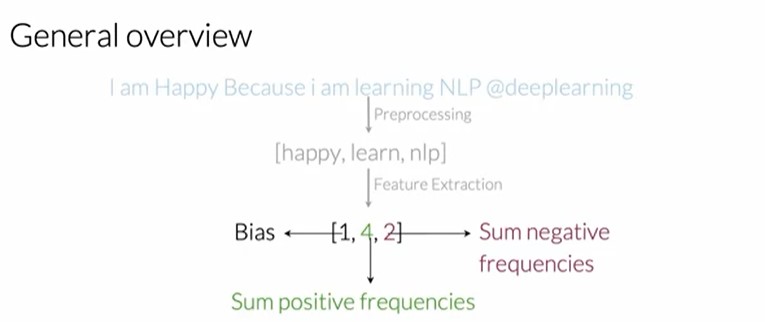 General overview
I am Happy Because i am learning NLP @deeplearning
Preprocessing
[happy, learn, nlp]
Feature Extraction
Bias [1, 4, 2] Sum negative
frequencies
Sum positive frequencies